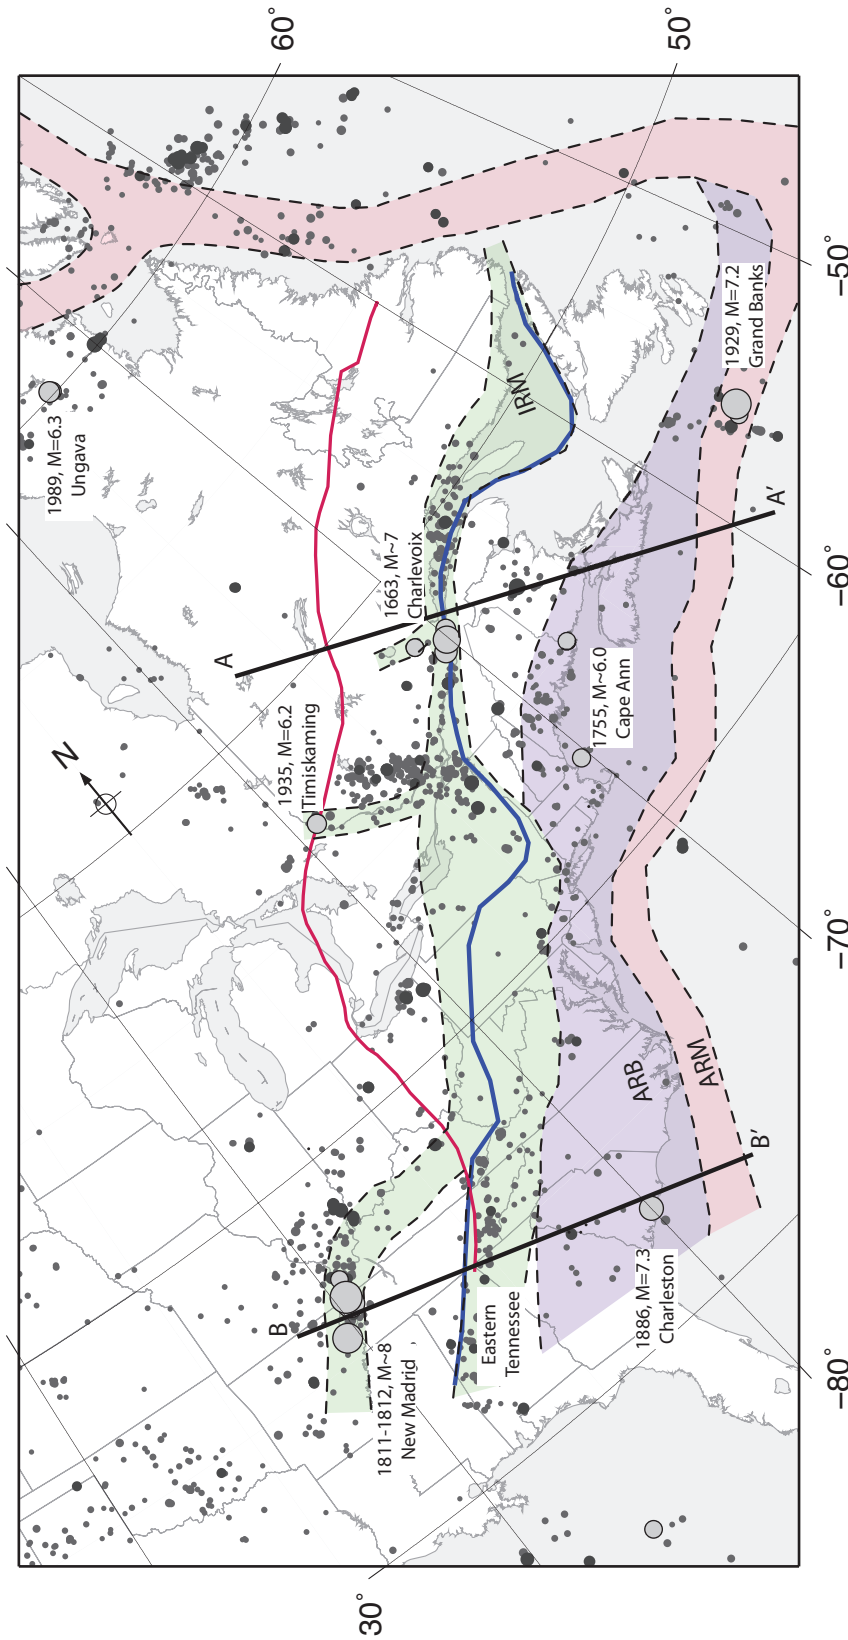 60°
50°
−50°
−60°
−70°
−80°
30°
N
1989, M=6.3
Ungava
1929, M=7.2
Grand Banks
IRM
1663, M~7
Charlevoix
A
A'
1935, M=6.2
Timiskaming
1755, M~6.0
Cape Ann
ARB
ARM
B
B'
Eastern
Tennessee
1886, M=7.3
Charleston
1811-1812, M~8
New Madrid